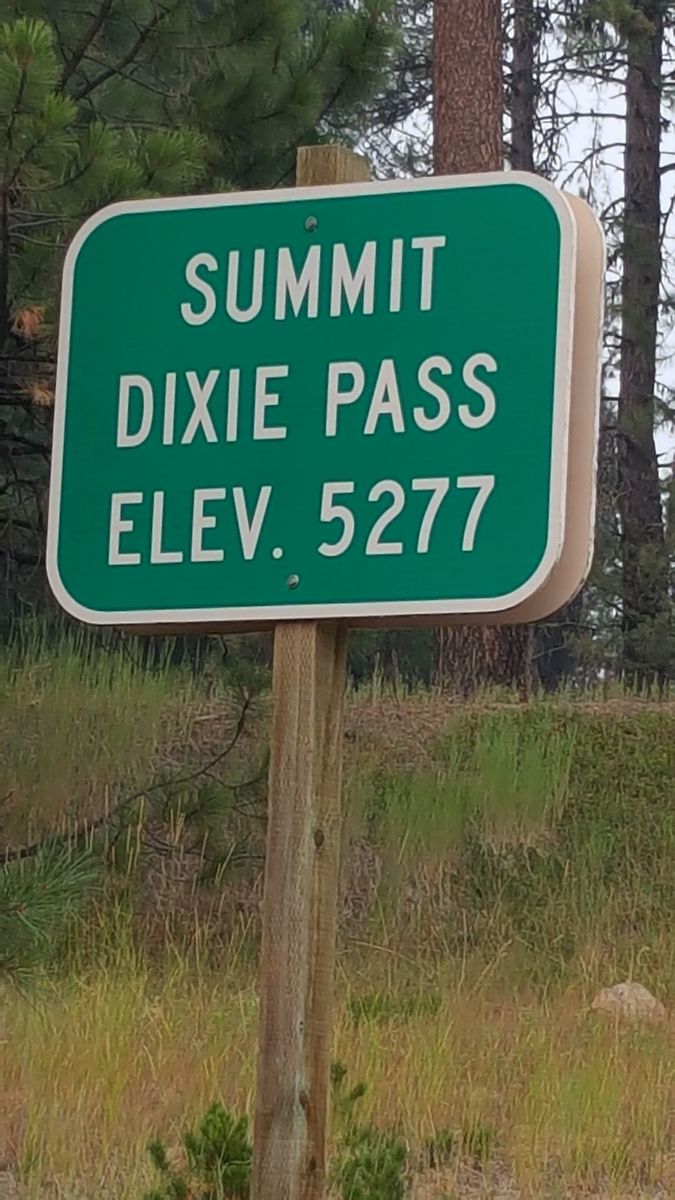 SUMMIT
DIXIE PASS
ELEV. 5277